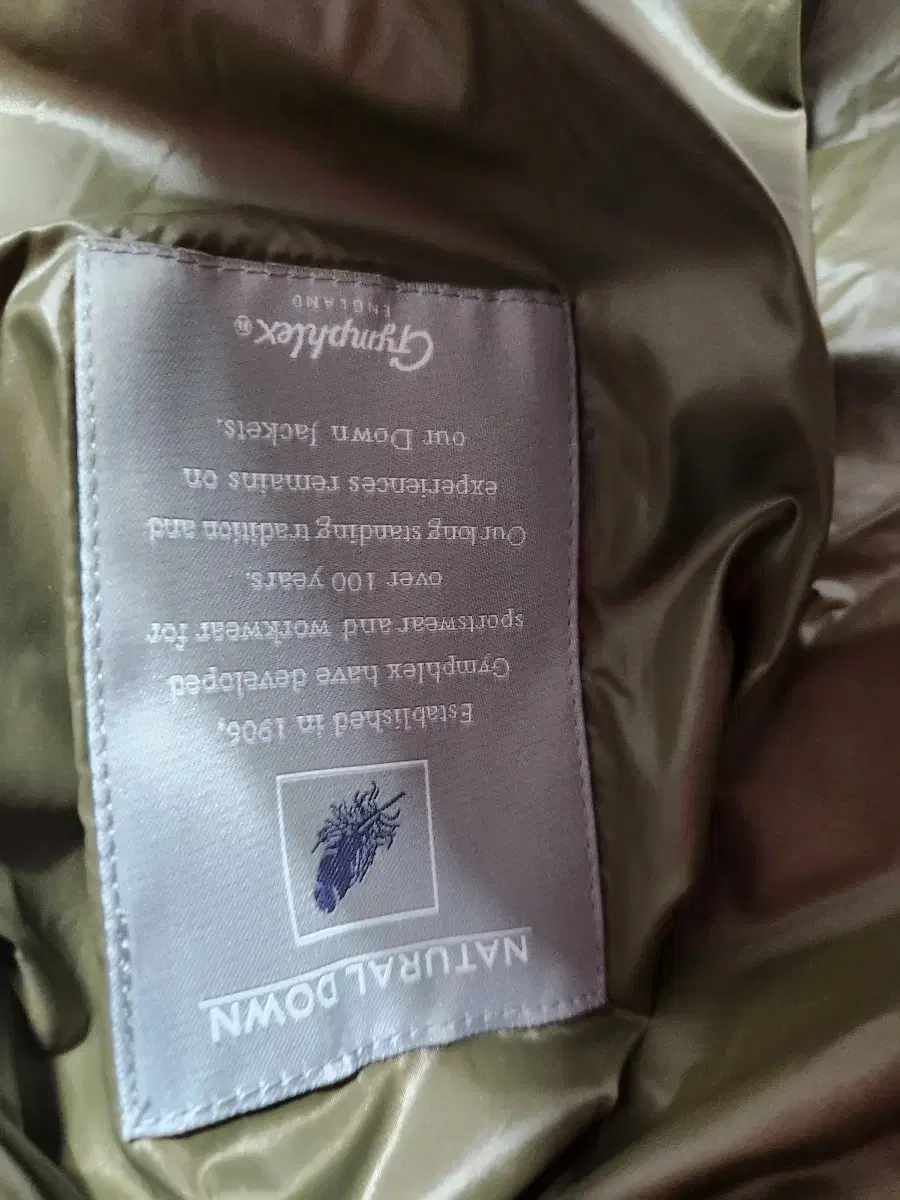 NATURAL DOWN
Established in 1906,
Gymphlex have developed
sportswear and workwear for
over 100 years.
Our long standing tradition and
experiences remains on
our Down Jackets.
Gymphlex®
ENGLAND